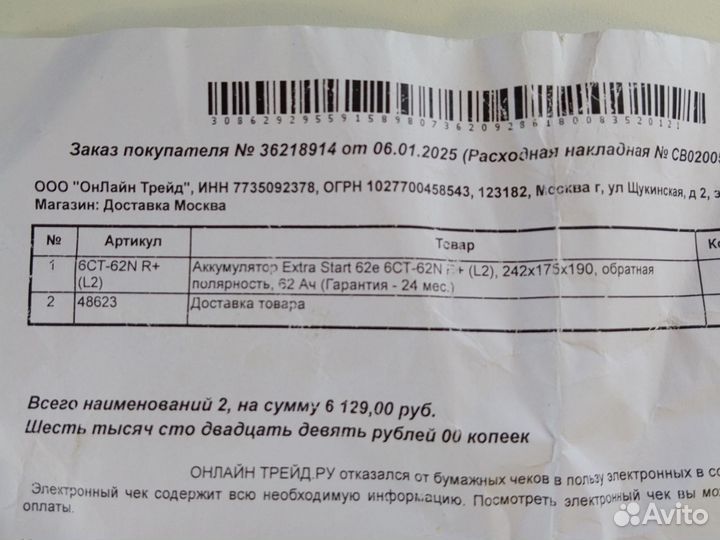 30862929559158980736209286180083520121
Заказ покупателя № 36218914 от 06.01.2025 (Расходная накладная № СВ0200
ООО "ОнЛайн Трейд", ИНН 7735092378, ОГРН 1027700458543, 123182, Москва г, ул Щукинская, д 2, э
Магазин: Доставка Москва
№ Артикул Товар Ко
1 6СТ-62N R+ Аккумулятор Extra Start 62e 6СТ-62N R+ (L2), 242x175x190, обратная
(L2) полярность, 62 Ач (Гарантия - 24 мес.)
2 48623 Доставка товара
Всего наименований 2, на сумму 6 129,00 руб.
Шесть тысяч сто двадцать девять рублей 00 копеек
ОНЛАЙН ТРЕЙД.РУ отказался от бумажных чеков в пользу электронных в со
Электронный чек содержит всю необходимую информацию. Посмотреть электронный чек вы мо
оплаты.
Avito